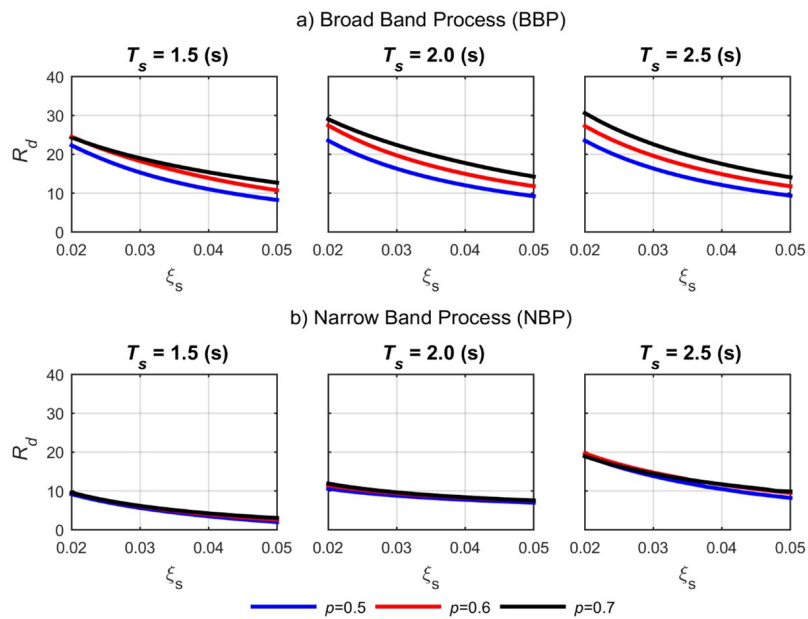 a) Broad Band Process (BBP)
T_s = 1.5 (s) T_s = 2.0 (s) T_s = 2.5 (s)
40
30
20
10
0
R_d
0.02 0.03 0.04 0.05 0.02 0.03 0.04 0.05 0.02 0.03 0.04 0.05
ξ_s ξ_s ξ_s
b) Narrow Band Process (NBP)
T_s = 1.5 (s) T_s = 2.0 (s) T_s = 2.5 (s)
40
30
20
10
0
R_d
0.02 0.03 0.04 0.05 0.02 0.03 0.04 0.05 0.02 0.03 0.04 0.05
ξ_s ξ_s ξ_s
p=0.5 p=0.6 p=0.7